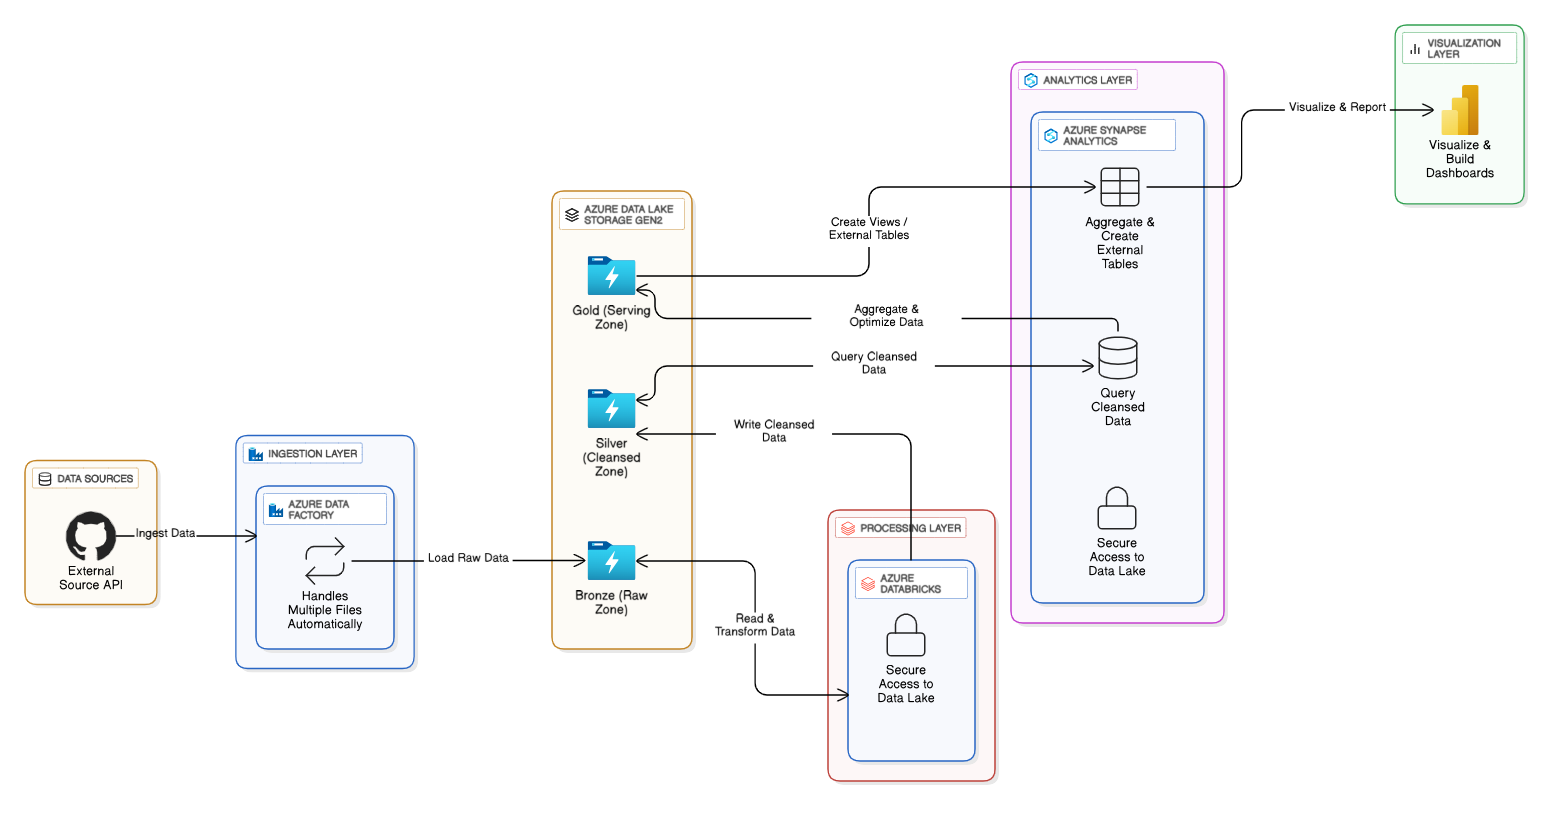 DATA SOURCES
External
Source API
Ingest Data
INGESTION LAYER
AZURE DATA
FACTORY
Handles
Multiple Files
Automatically
Load Raw Data
AZURE DATA LAKE
STORAGE GEN2
Gold (Serving
Zone)
Silver
(Cleansed
Zone)
Bronze (Raw
Zone)
Create Views /
External Tables
Aggregate &
Optimize Data
Query Cleansed
Data
Write Cleansed
Data
Read &
Transform Data
PROCESSING LAYER
AZURE
DATABRICKS
Secure
Access to
Data Lake
ANALYTICS LAYER
AZURE SYNAPSE
ANALYTICS
Aggregate &
Create
External
Tables
Query
Cleansed
Data
Secure
Access to
Data Lake
Visualize & Report
VISUALIZATION
LAYER
Visualize &
Build
Dashboards